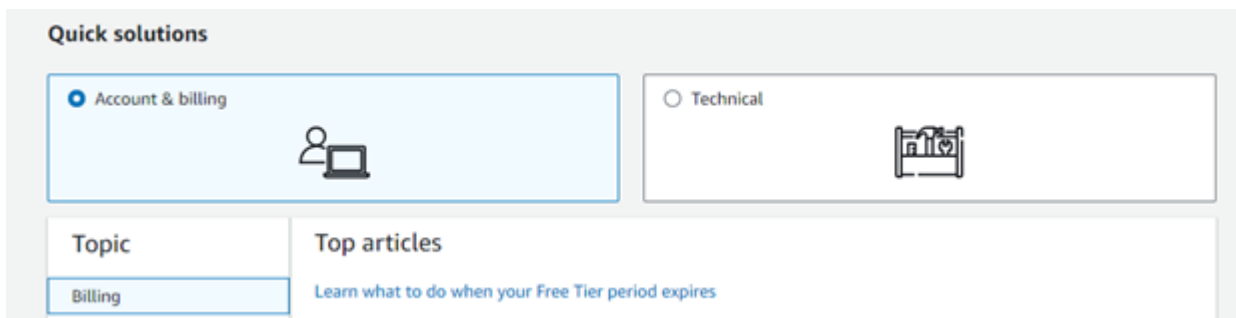 Quick solutions
Account & billing
Technical
Topic
Top articles
Billing
Learn what to do when your Free Tier period expires